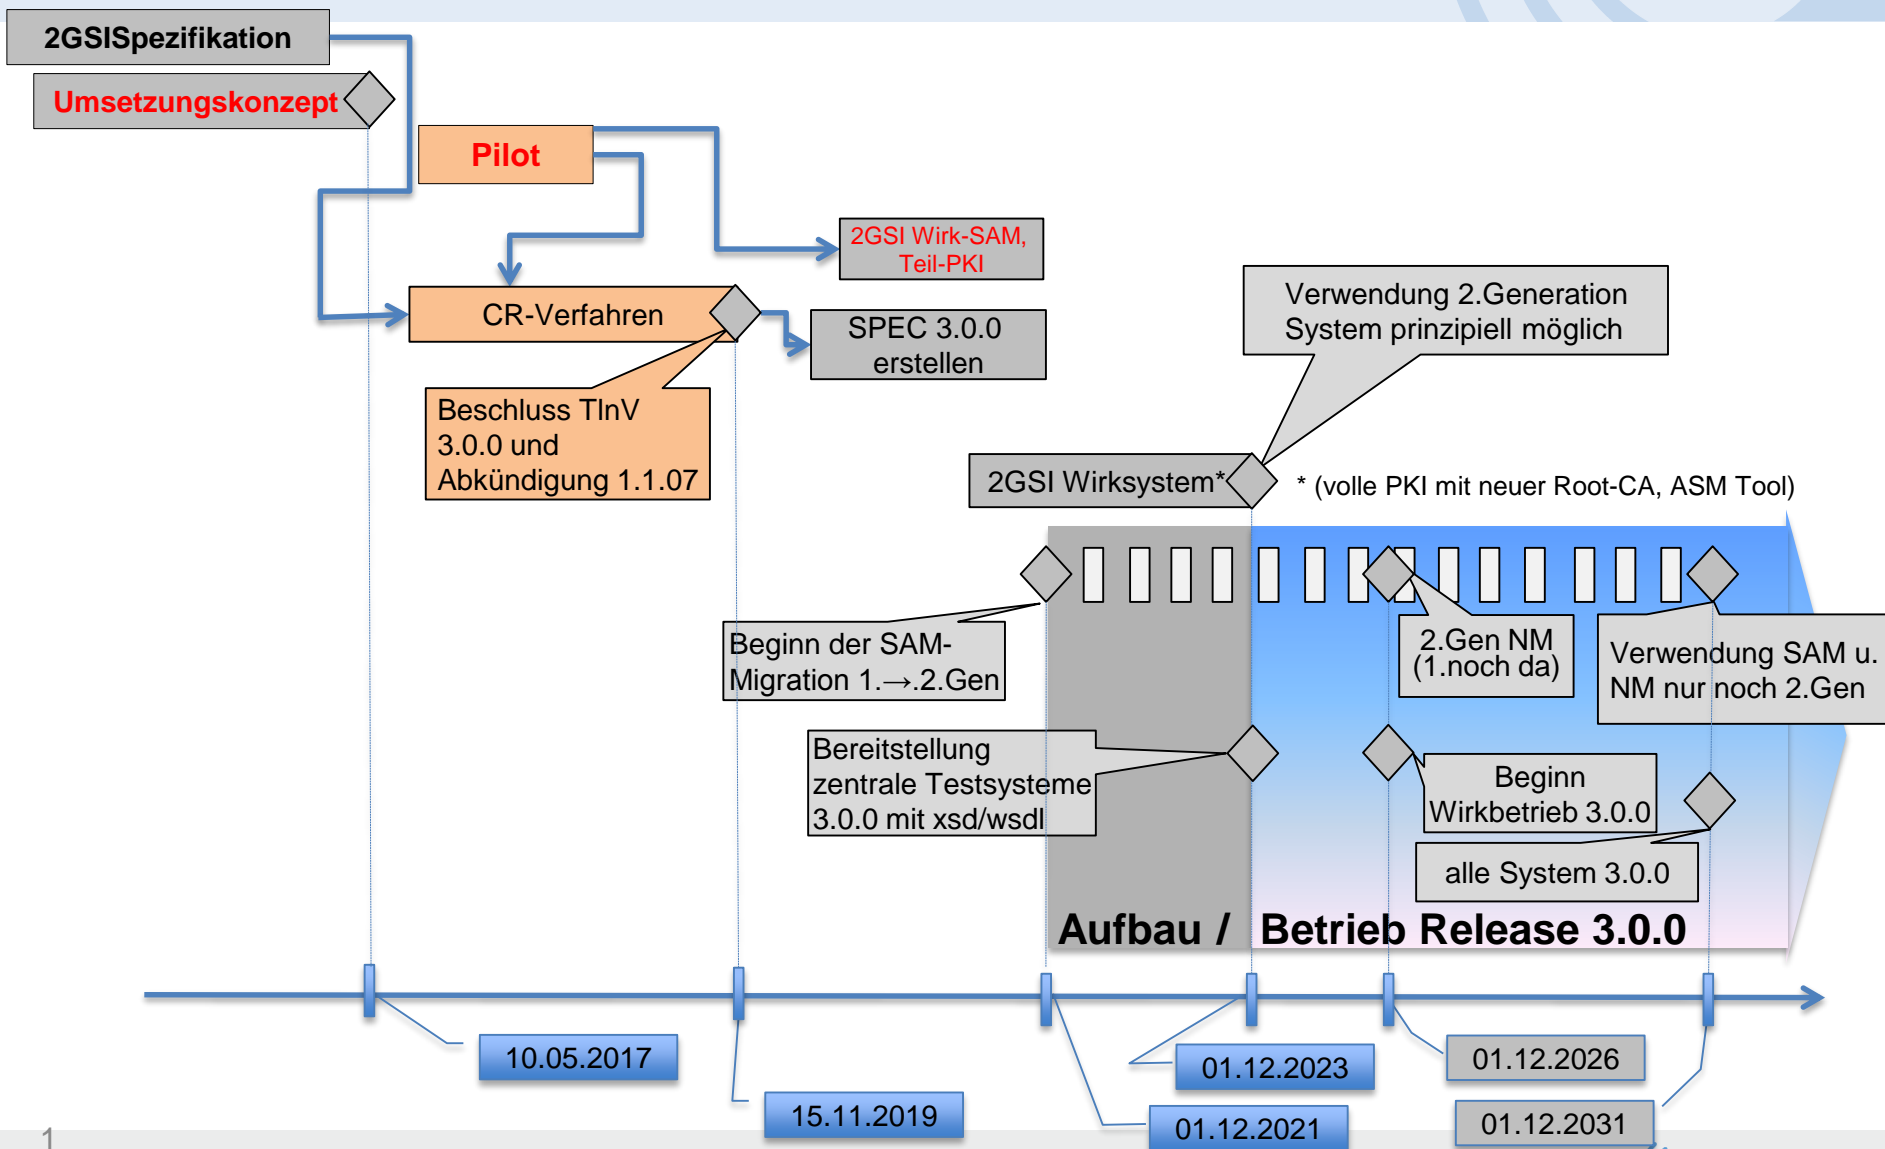 2GSISpezifikation
Umsetzungskonzept
Pilot
2GSI Wirk-SAM,
Teil-PKI
CR-Verfahren
SPEC 3.0.0
erstellen
Verwendung 2.Generation
System prinzipiell möglich
Beschluss TlnV
3.0.0 und
Abkündigung 1.1.07
2GSI Wirksystem*
* (volle PKI mit neuer Root-CA, ASM Tool)
Beginn der SAM-
Migration 1.→.2.Gen
2.Gen NM
(1.noch da)
Verwendung SAM u.
NM nur noch 2.Gen
Bereitstellung
zentrale Testsysteme
3.0.0 mit xsd/wsdl
Beginn
Wirkbetrieb 3.0.0
alle System 3.0.0
Aufbau / Betrieb Release 3.0.0
10.05.2017
15.11.2019
01.12.2021
01.12.2023
01.12.2026
01.12.2031
1